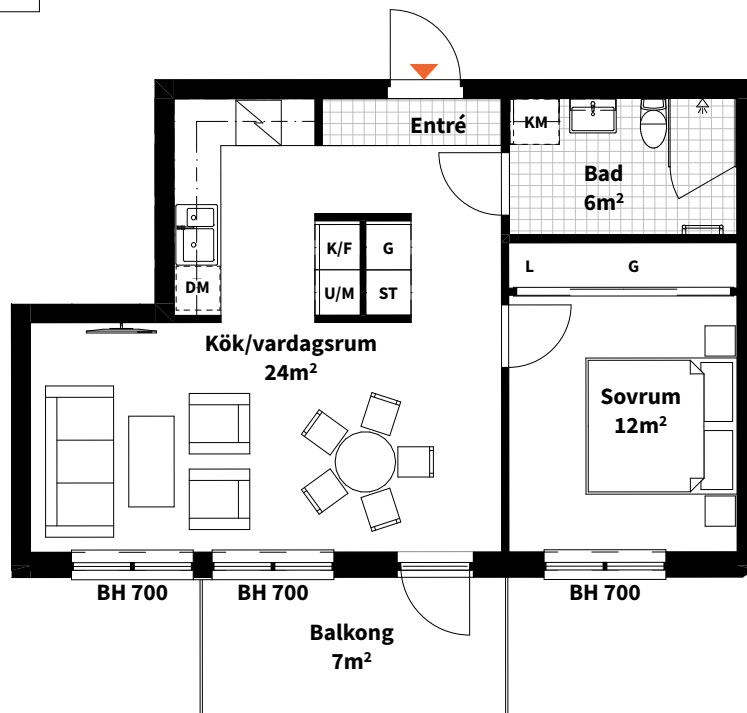 Entré
KM
Bad
6m²
K/F
G
U/M
ST
DM
L
G
Kök/vardagsrum
24m²
Sovrum
12m²
BH 700
BH 700
BH 700
Balkong
7m²